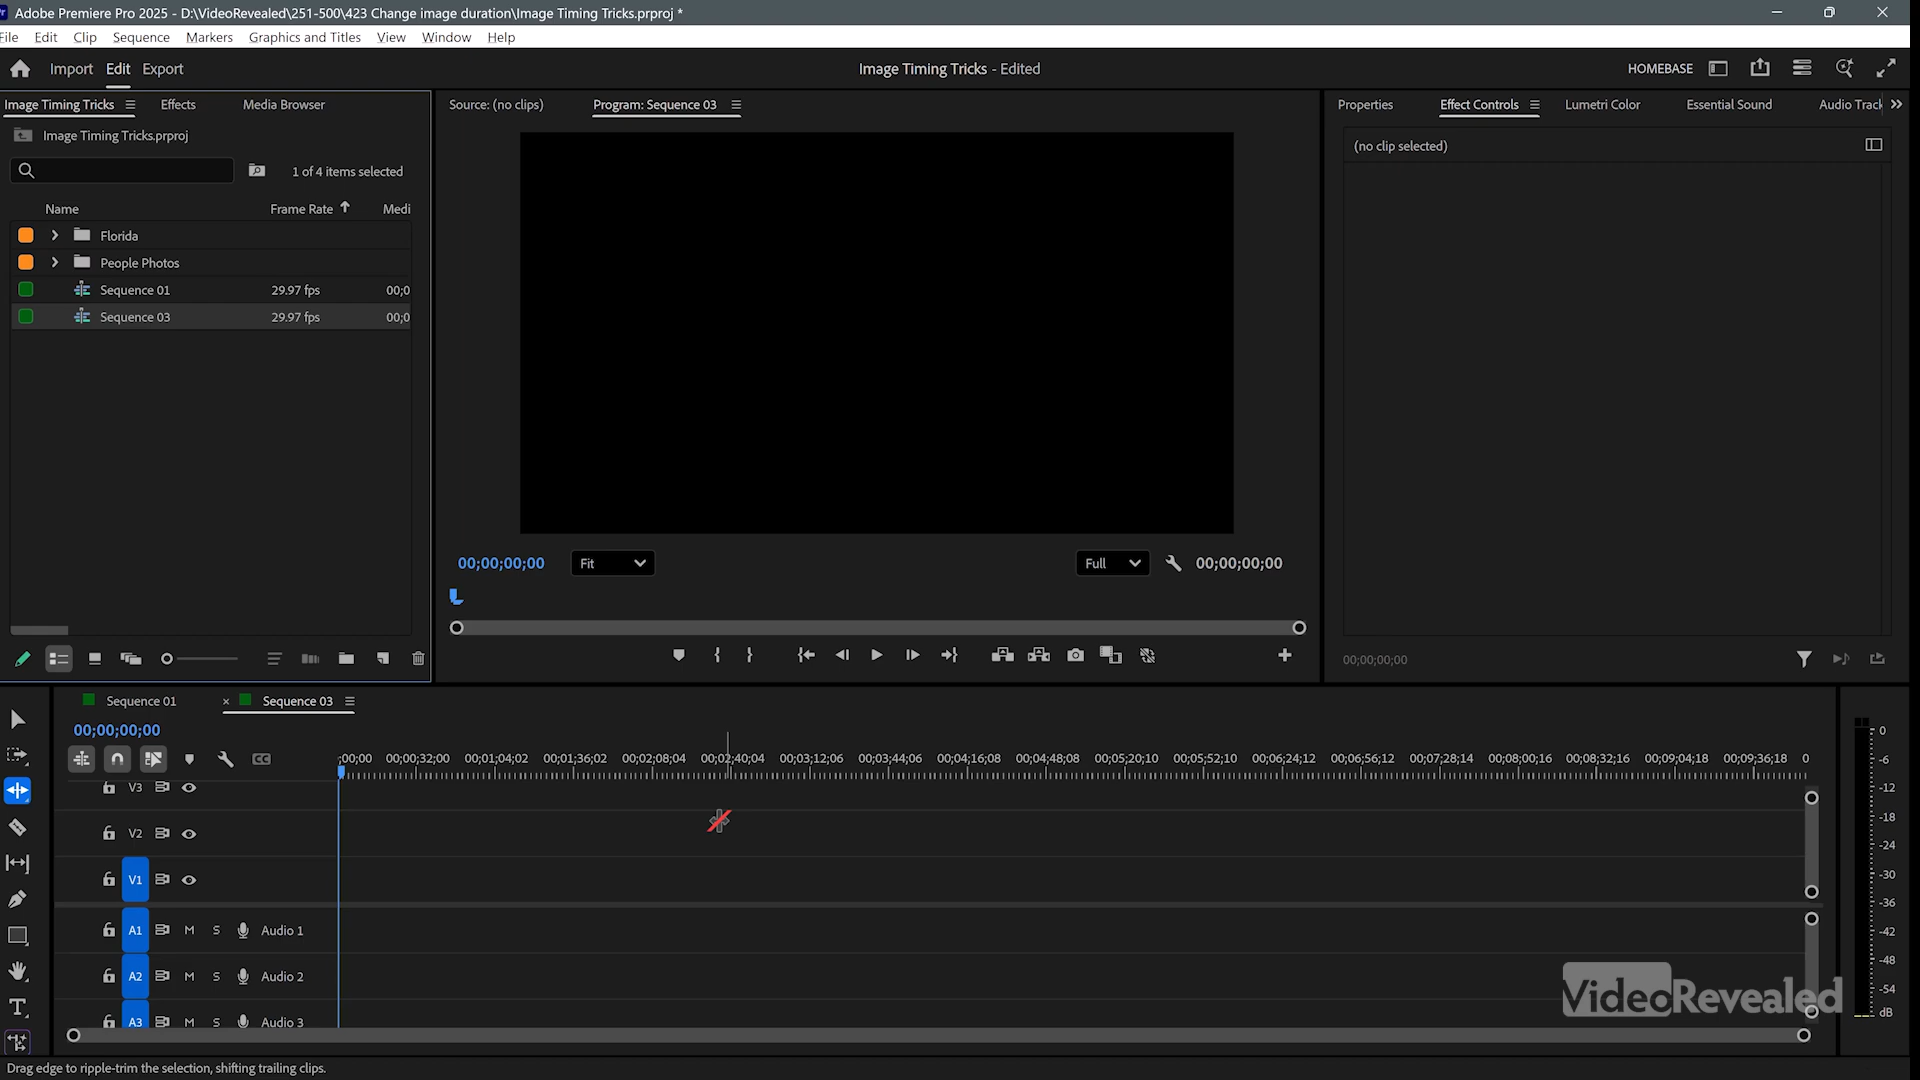 Adobe Premiere Pro 2025 - D:\VideoRevealed\251-500\423 Change image duration\Image Timing Tricks.prproj *
File Edit Clip Sequence Markers Graphics and Titles View Window Help
Import Edit Export
Image Timing Tricks - Edited
HOMEBASE
Image Timing Tricks Effects Media Browser
Image Timing Tricks.prproj
1 of 4 items selected
Name Frame Rate Medi
Florida
People Photos
Sequence 01 29.97 fps 00;0
Sequence 03 29.97 fps 00;0
Source: (no clips) Program: Sequence 03
00;00;00;00 Fit Full 00;00;00;00
Properties Effect Controls Lumetri Color Essential Sound Audio Track
(no clip selected)
00;00;00;00
Sequence 01 × Sequence 03
00;00;00;00
CC
;00;00 00;00;32;00 00;01;04;02 00;01;36;02 00;02;08;04 00;02;40;04 00;03;12;06 00;03;44;06 00;04;16;08 00;04;48;08 00;05;20;10 00;05;52;10 00;06;24;12 00;06;56;12 00;07;28;14 00;08;00;16 00;08;32;16 00;09;04;18 00;09;36;18 0
V3
V2
V1
A1 M S Audio 1
A2 M S Audio 2
A3 M S Audio 3
0
-6
-12
-18
-24
-30
-36
-42
-48
-54
dB
VideoRevealed
Drag edge to ripple-trim the selection, shifting trailing clips.